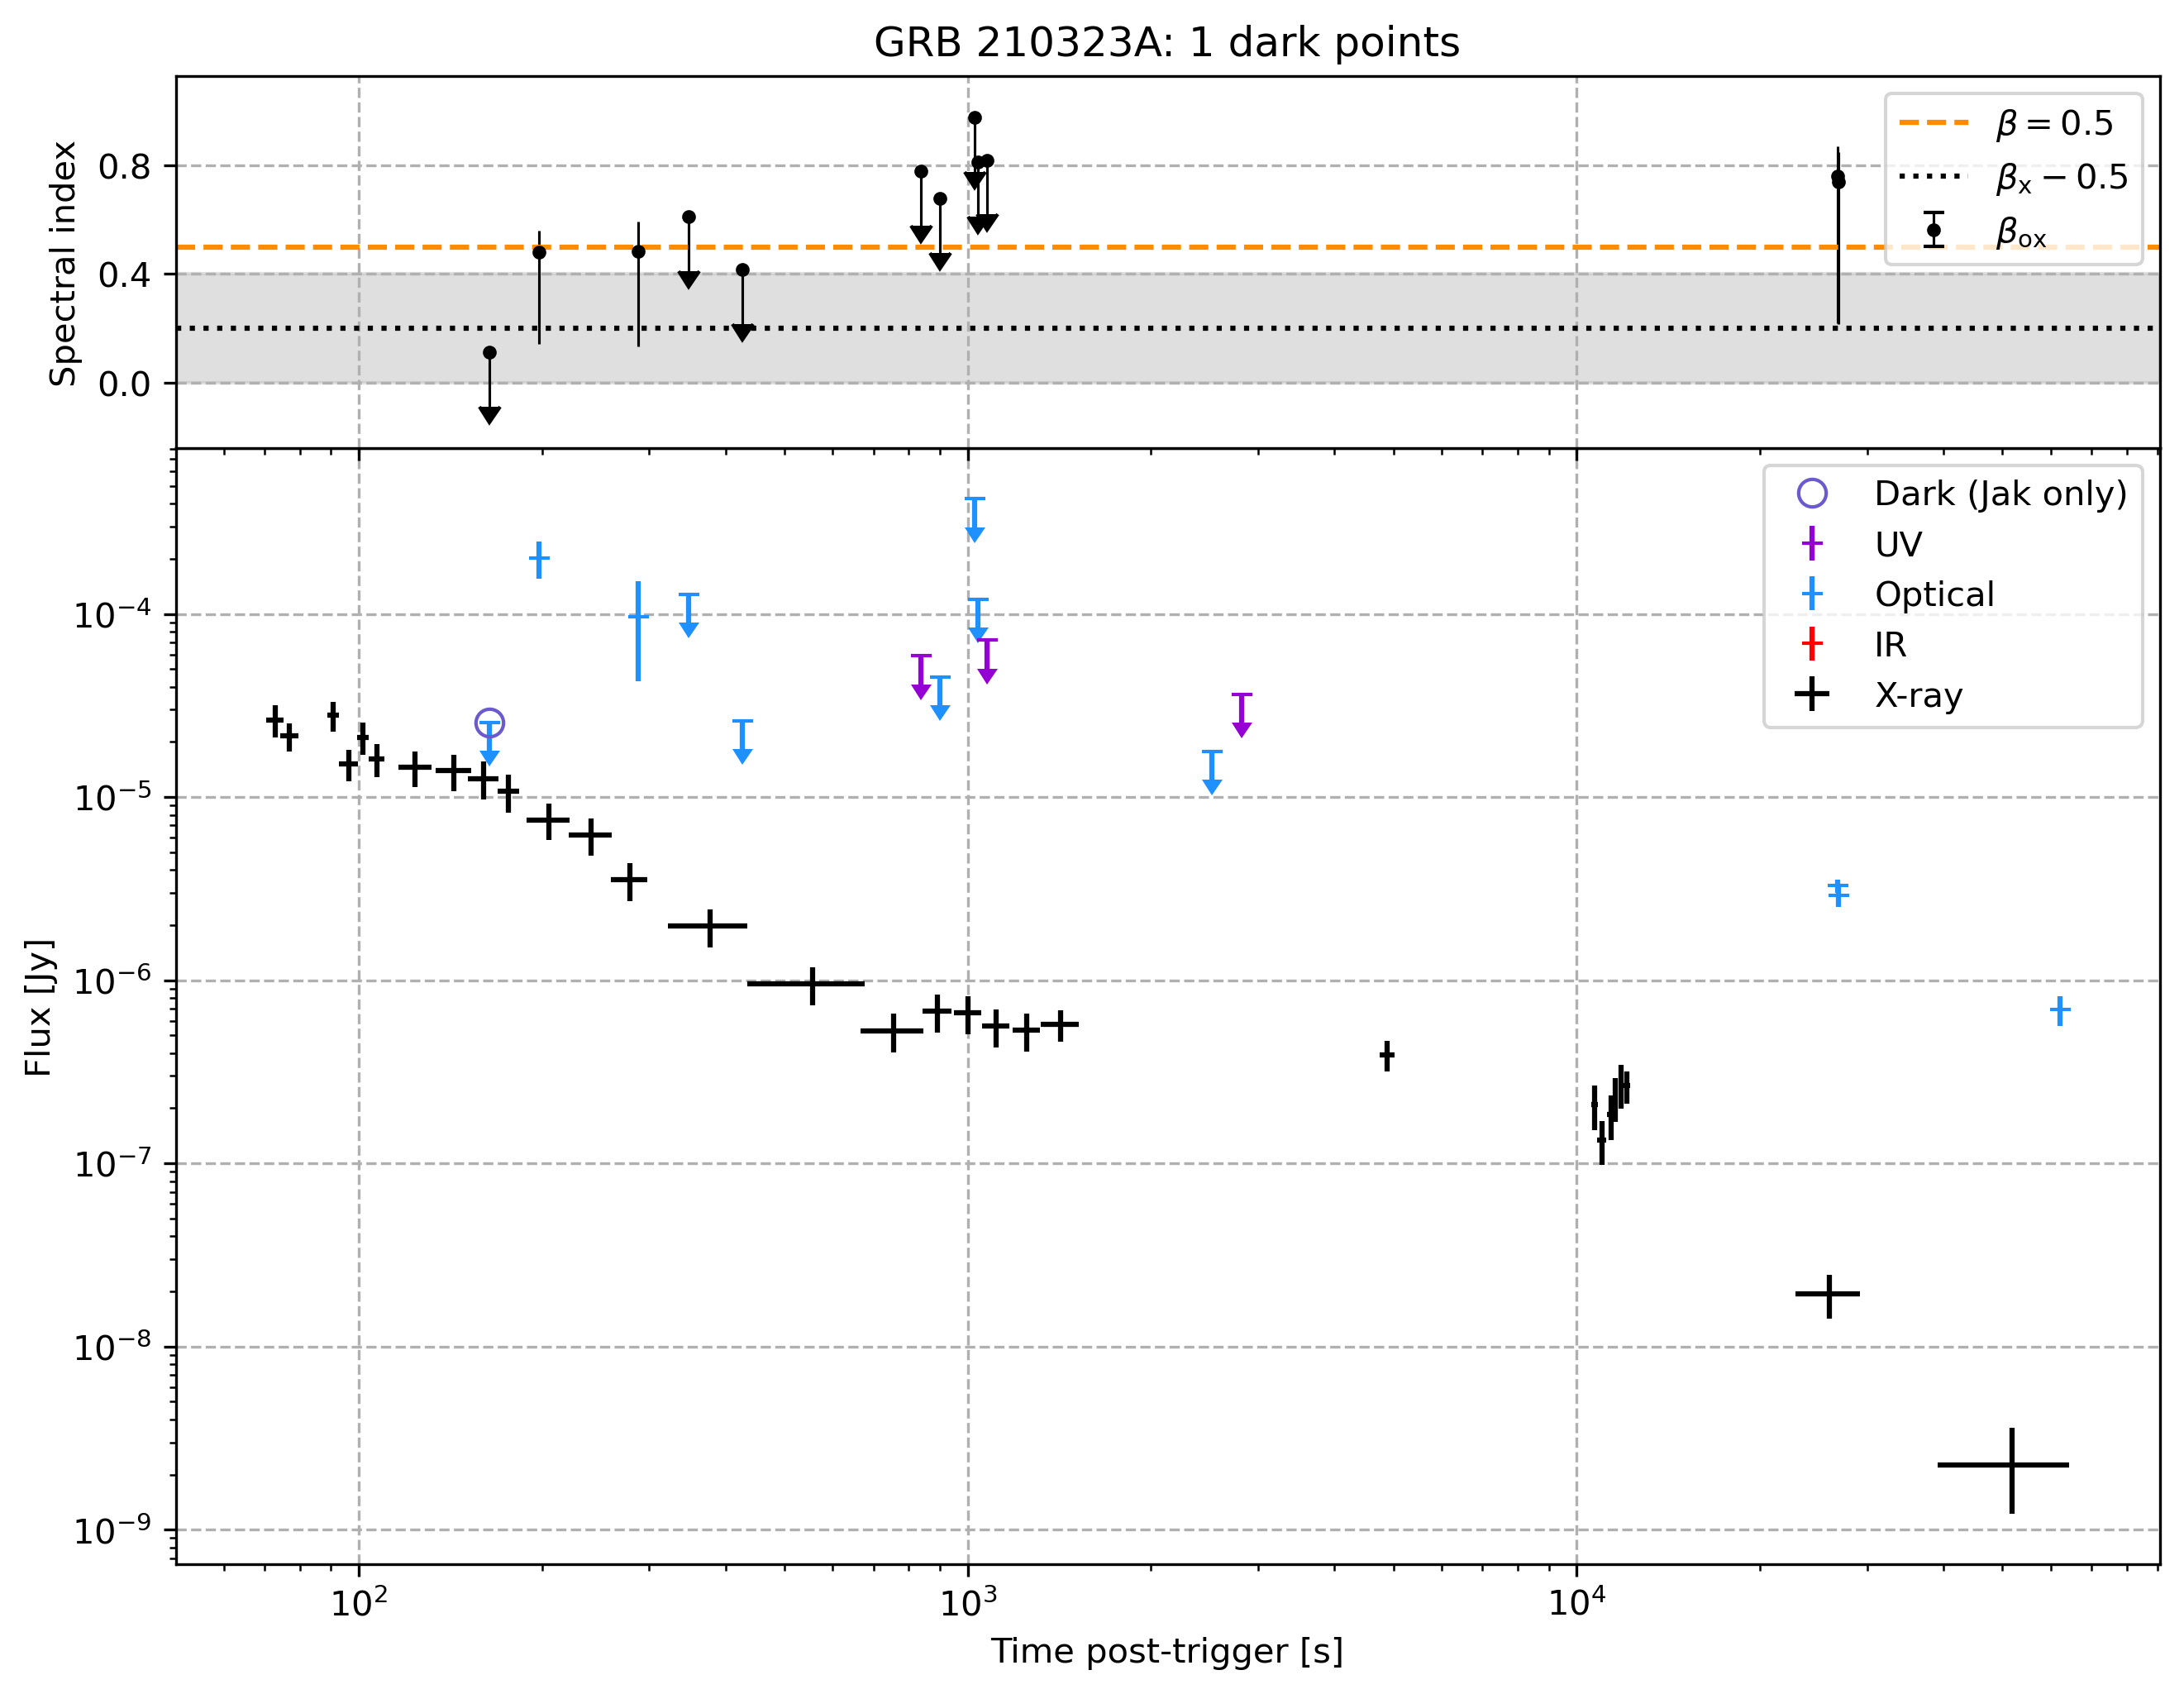 GRB 210323A: 1 dark points
Spectral index
0.8
0.4
0.0
β = 0.5
βₓ − 0.5
βₒₓ
Flux [Jy]
10⁻⁴
10⁻⁵
10⁻⁶
10⁻⁷
10⁻⁸
10⁻⁹
Dark (Jak only)
UV
Optical
IR
X-ray
10² 10³ 10⁴
Time post-trigger [s]